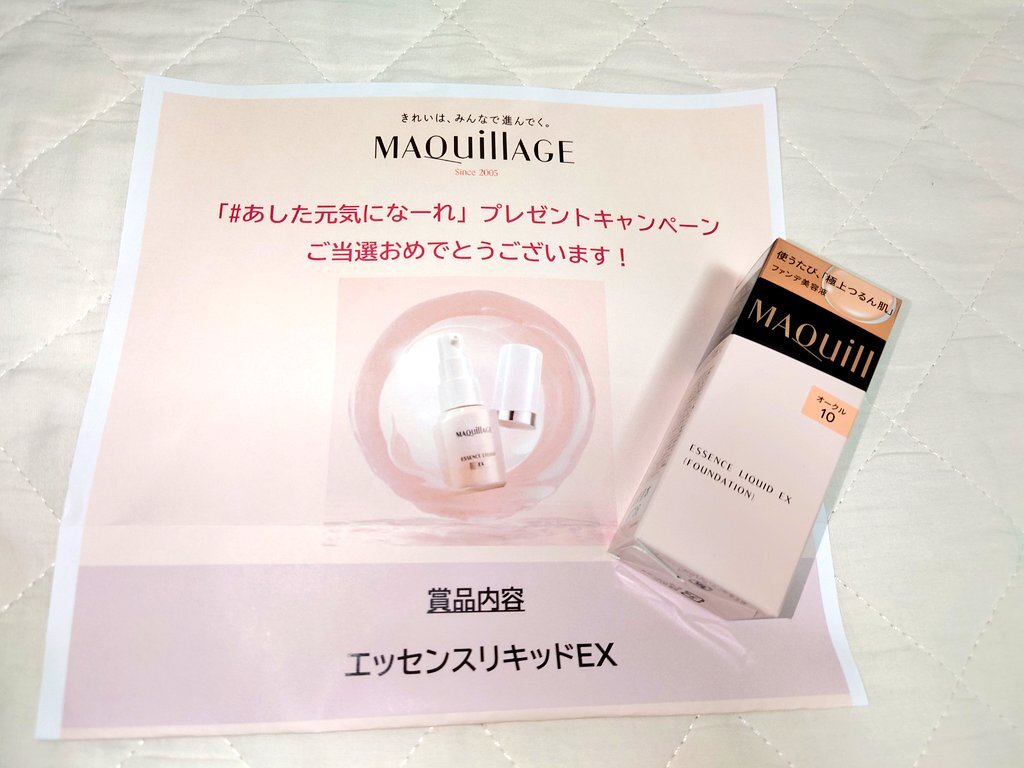 きれいは、みんなで進んでく。
MAQuillAGE
Since 2005
「#あした元気になーれ」プレゼントキャンペーン
ご当選おめでとうございます！
MAQuillAGE
ESSENCE LIQUID
EX
賞品内容
エッセンスリキッドEX
使うたび、「極上つるん肌」
ファンデ美容液
MAQuill
オークル
10
ESSENCE LIQUID EX
(FOUNDATION)